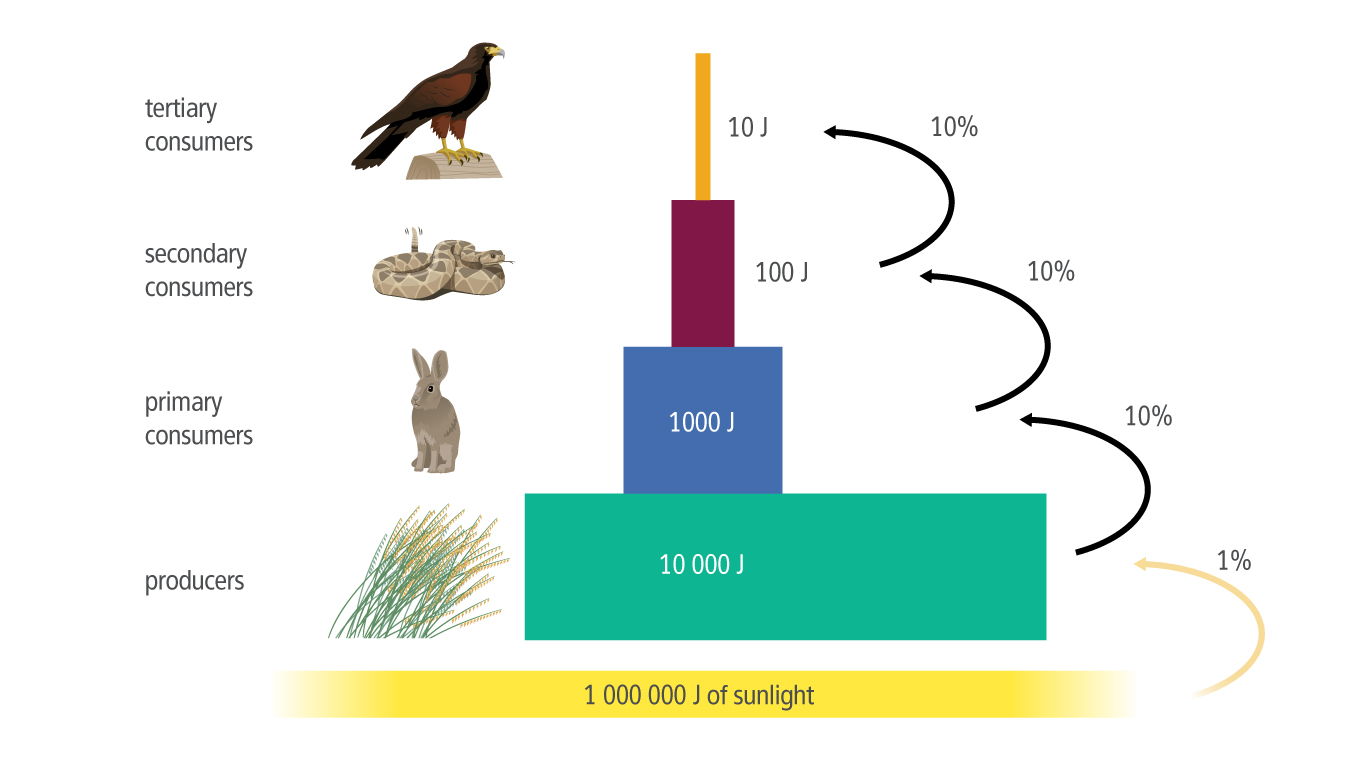 tertiary
consumers
10 J
10%
secondary
consumers
100 J
10%
primary
consumers
1000 J
10%
producers
10 000 J
1%
1 000 000 J of sunlight